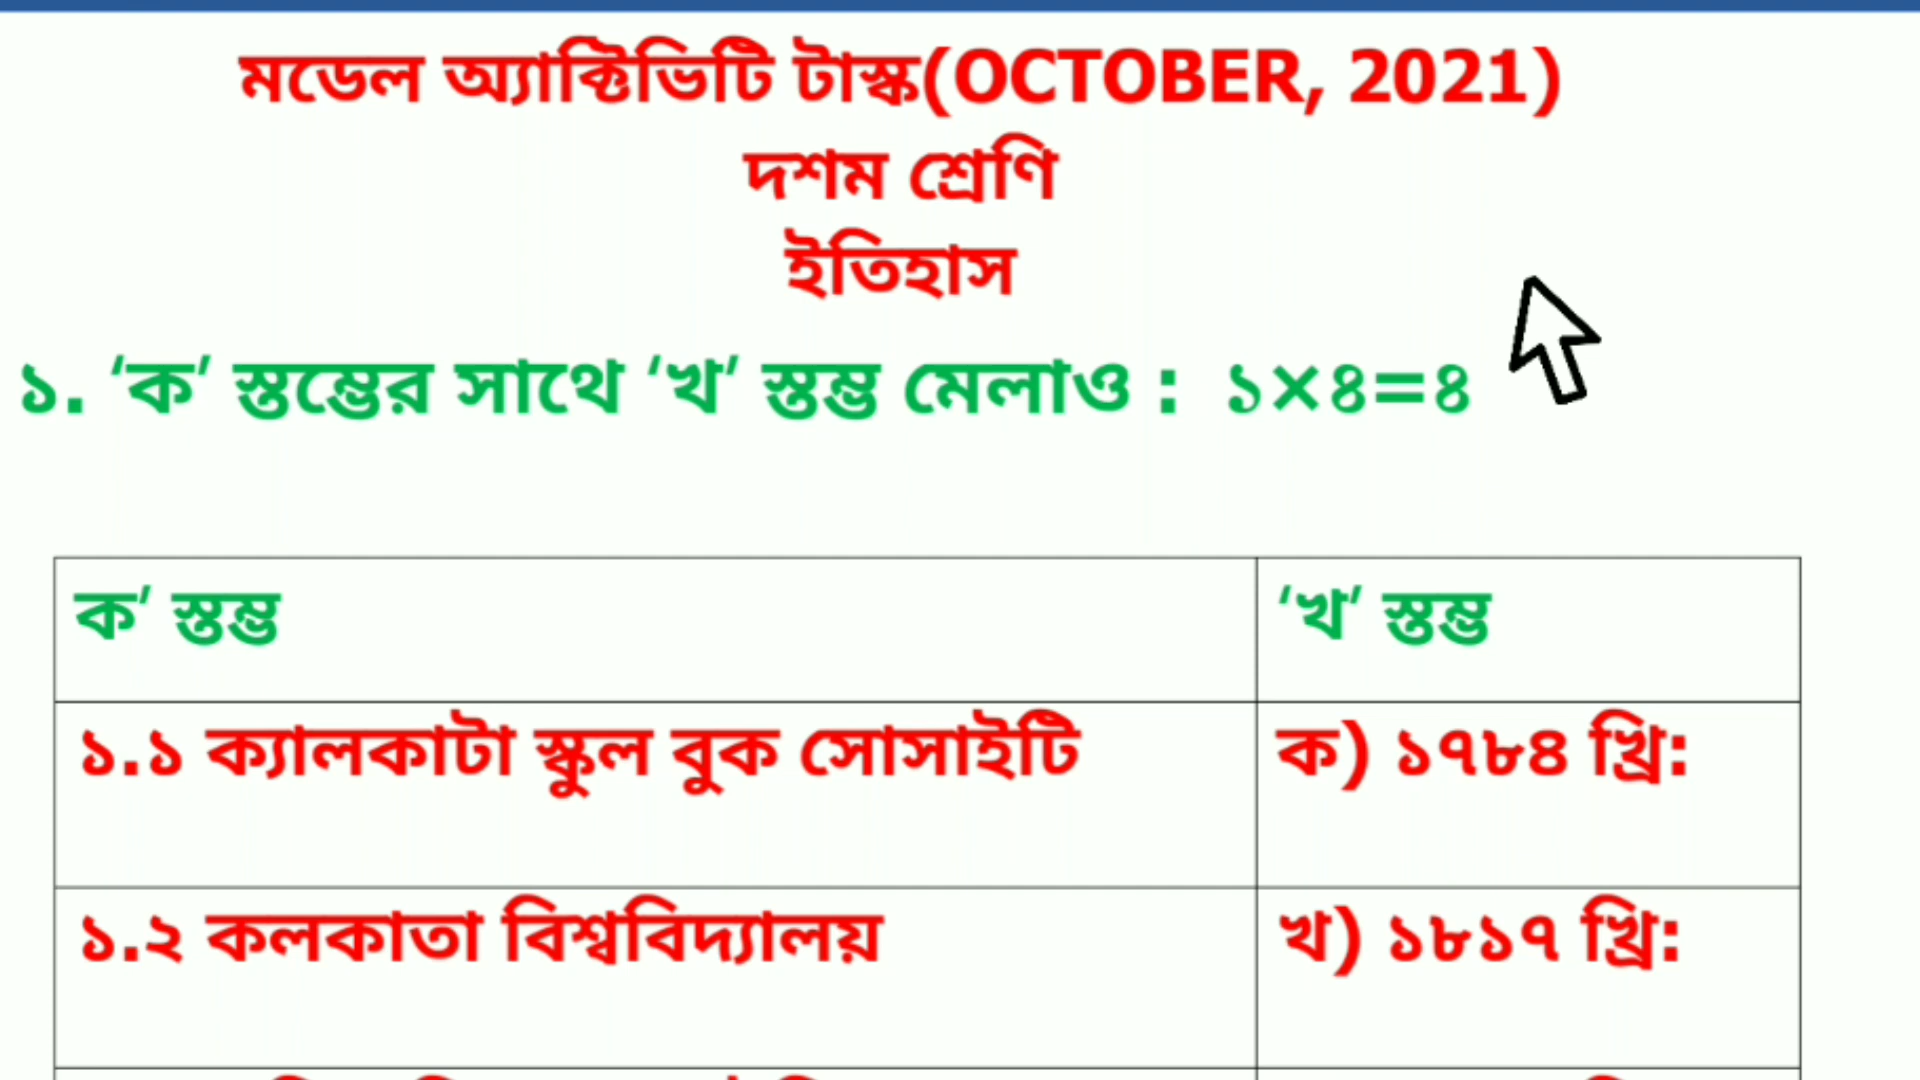 মডেল অ্যাক্টিভিটি টাস্ক(OCTOBER, 2021)
দশম শ্রেণি
ইতিহাস
১. ‘ক’ স্তম্ভের সাথে ‘খ’ স্তম্ভ মেলাও : ১×৪=৪
ক’ স্তম্ভ ‘খ’ স্তম্ভ
১.১ ক্যালকাটা স্কুল বুক সোসাইটি ক) ১৭৮৪ খ্রি:
১.২ কলকাতা বিশ্ববিদ্যালয় খ) ১৮১৭ খ্রি: